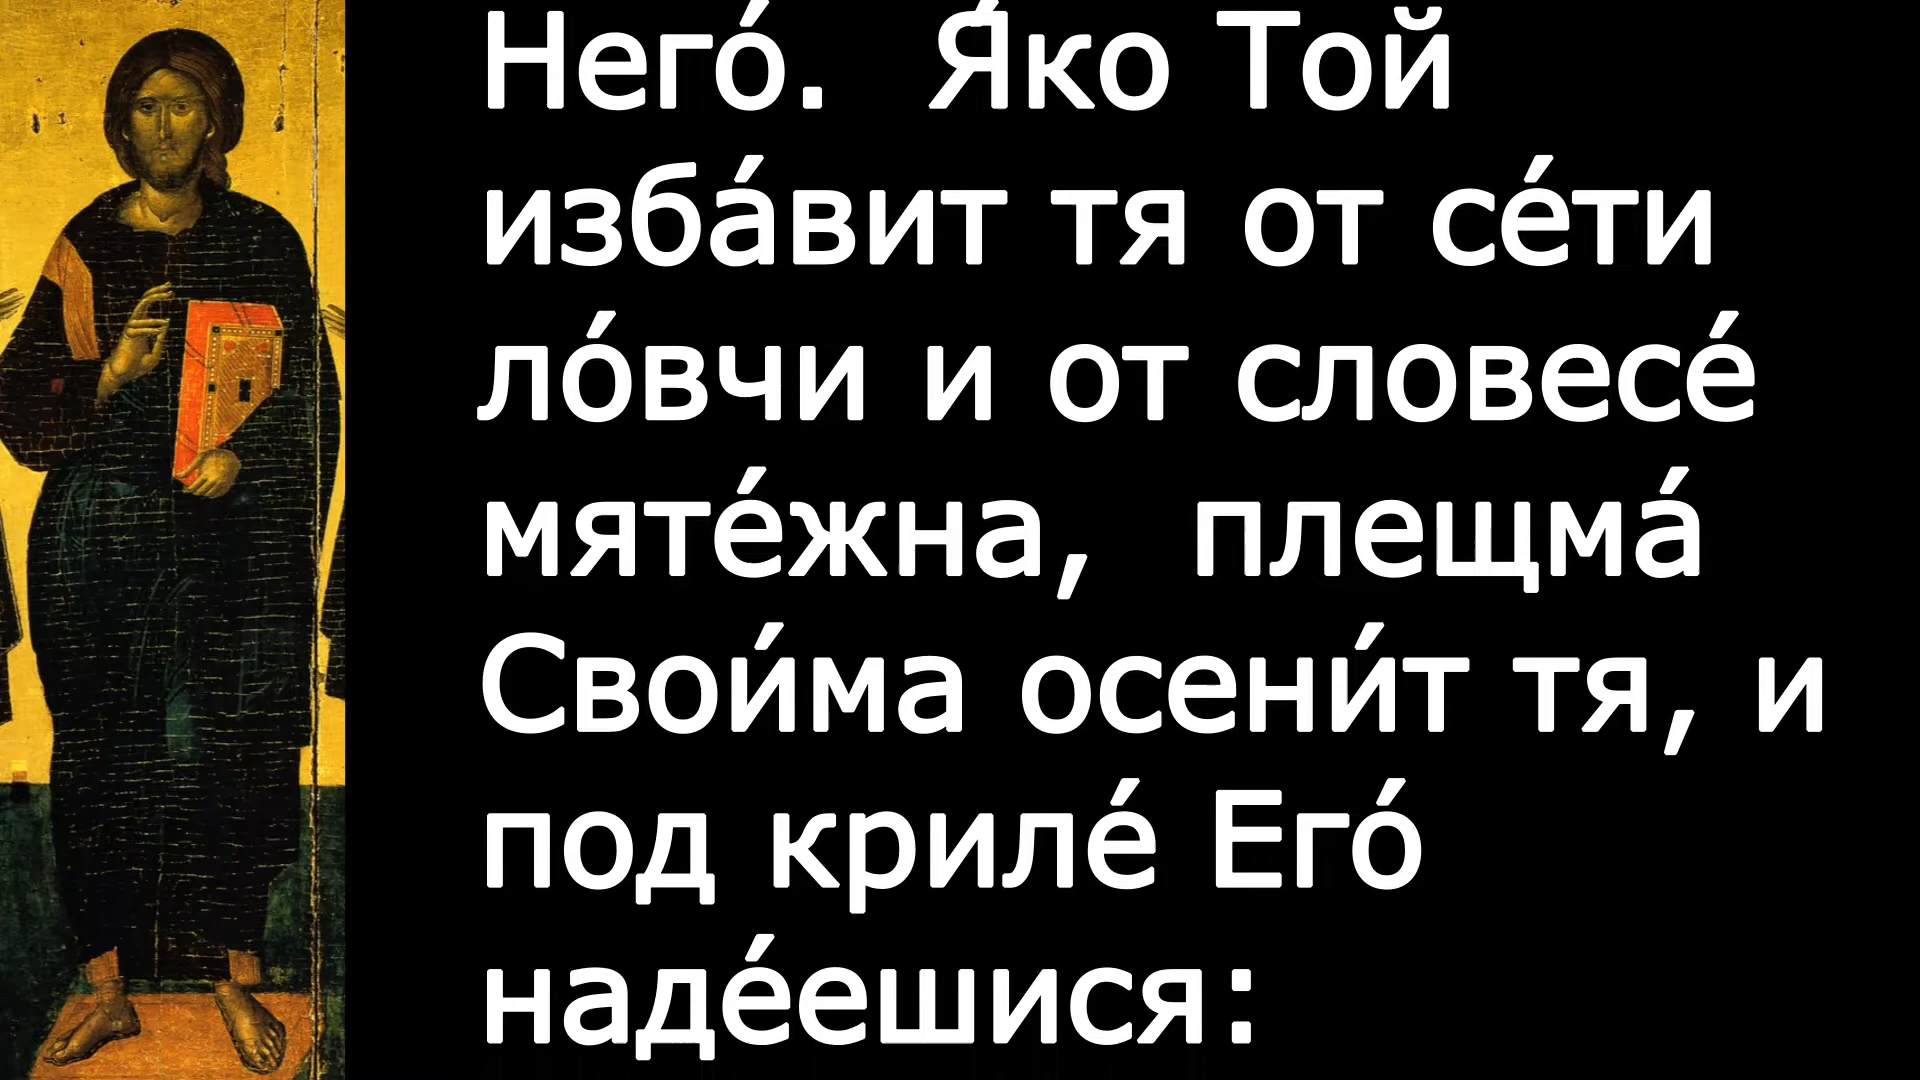 Него́. Я́ко Той
изба́вит тя от се́ти
ло́вчи и от словесе́
мяте́жна, плещма́
Свои́ма осени́т тя, и
под криле́ Его́
наде́ешися: